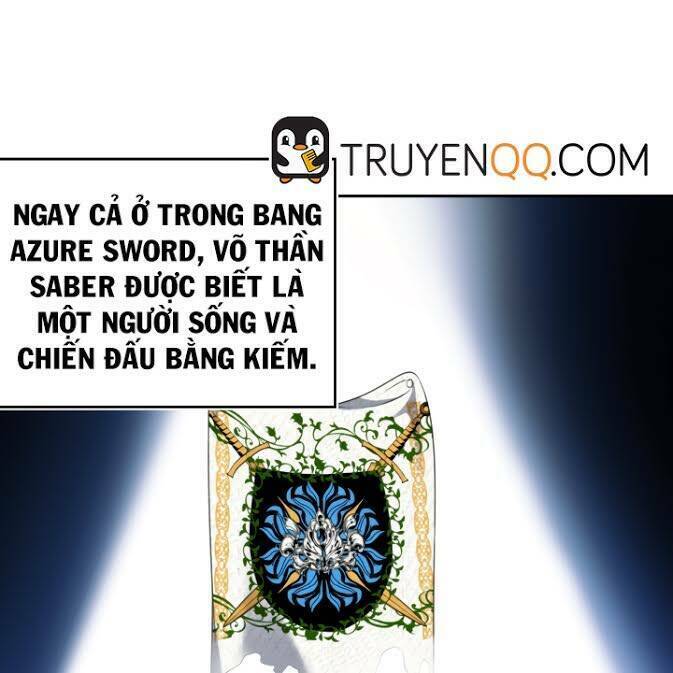 TRUYENQQ.COM
NGAY CẢ Ở TRONG BANG
AZURE SWORD, VÕ THẦN
SABER ĐƯỢC BIẾT LÀ
MỘT NGƯỜI SỐNG VÀ
CHIẾN ĐẤU BẰNG KIẾM.